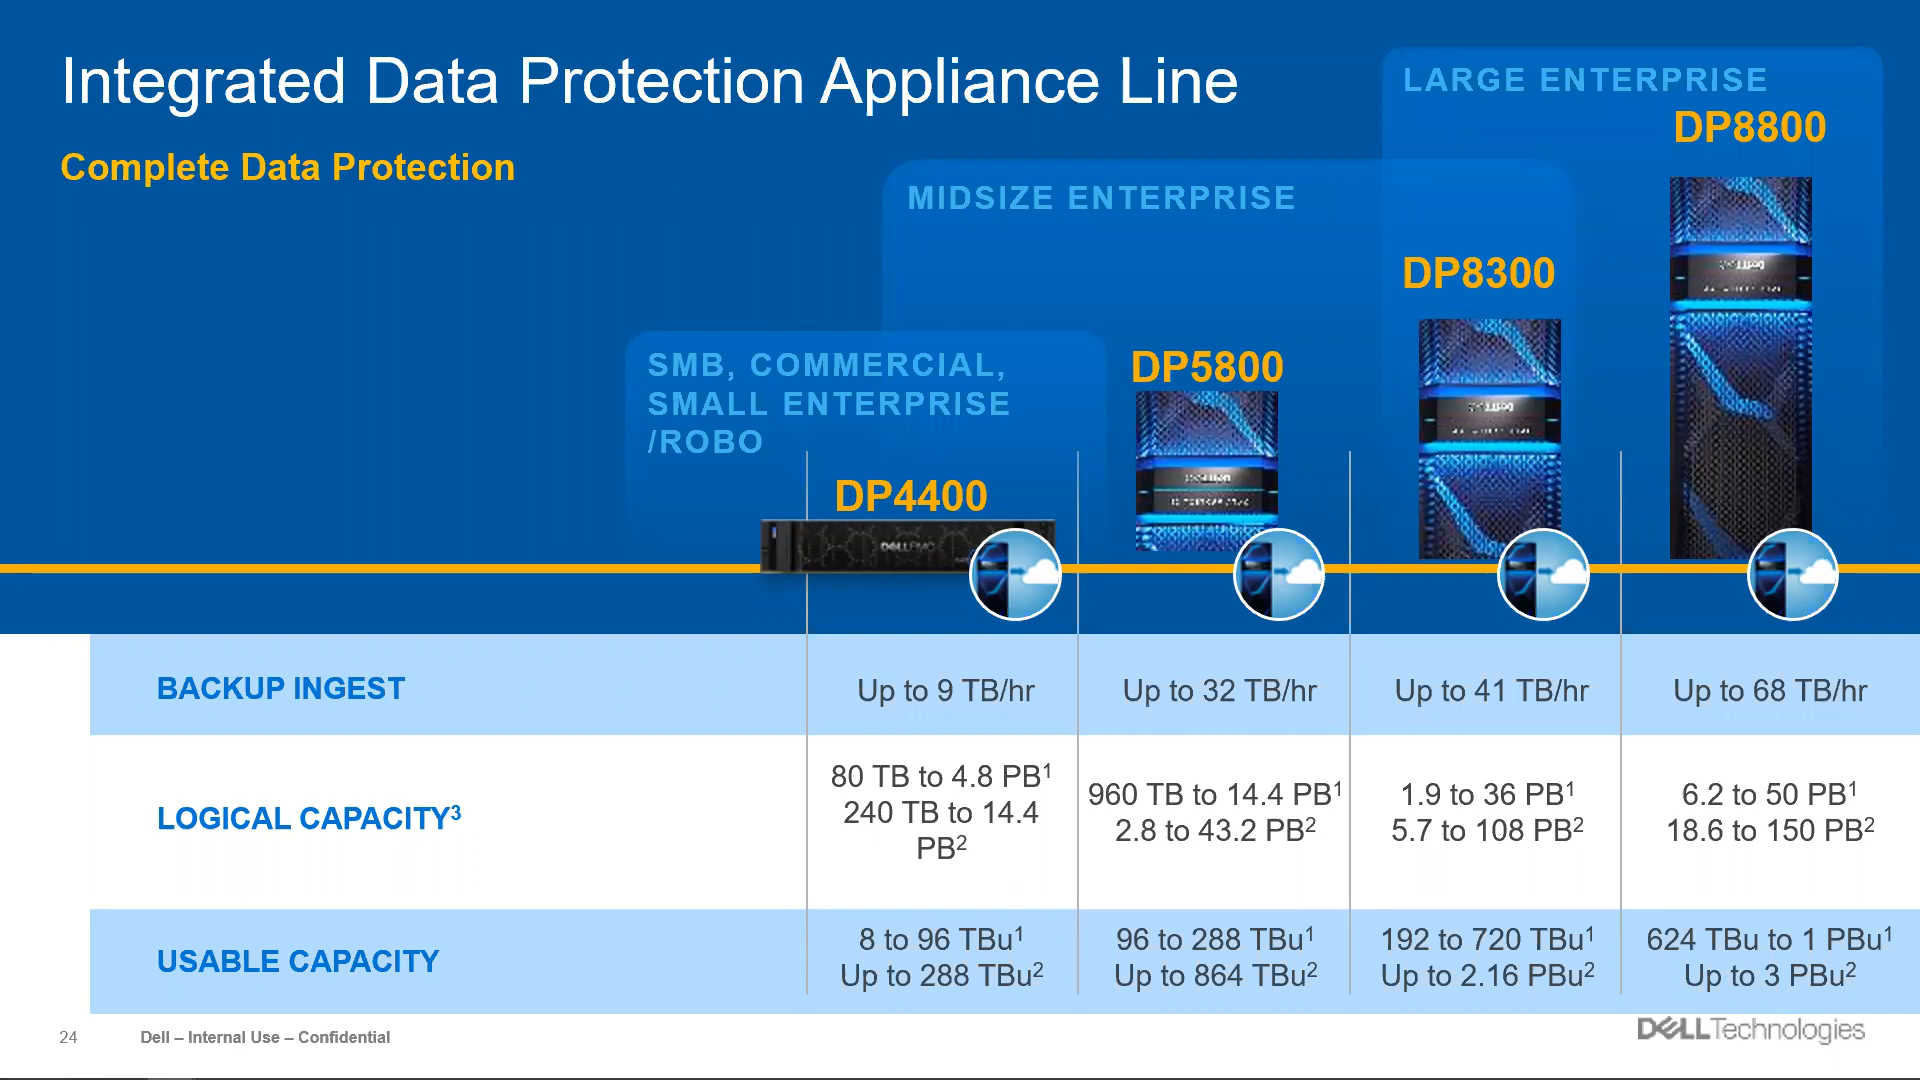 Integrated Data Protection Appliance Line
Complete Data Protection
LARGE ENTERPRISE
DP8800
MIDSIZE ENTERPRISE
DP8300
SMB, COMMERCIAL,
SMALL ENTERPRISE
/ROBO
DP5800
DP4400
BACKUP INGEST
Up to 9 TB/hr
Up to 32 TB/hr
Up to 41 TB/hr
Up to 68 TB/hr
LOGICAL CAPACITY³
80 TB to 4.8 PB¹
240 TB to 14.4
PB²
960 TB to 14.4 PB¹
2.8 to 43.2 PB²
1.9 to 36 PB¹
5.7 to 108 PB²
6.2 to 50 PB¹
18.6 to 150 PB²
USABLE CAPACITY
8 to 96 TBu¹
Up to 288 TBu²
96 to 288 TBu¹
Up to 864 TBu²
192 to 720 TBu¹
Up to 2.16 PBu²
624 TBu to 1 PBu¹
Up to 3 PBu²
24
Dell – Internal Use – Confidential
DELLTechnologies